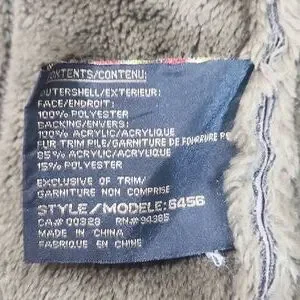 CONTENTS/CONTENU:
OUTERSHELL/EXTERIEUR:
FACE/ENDROIT:
100% POLYESTER
BACKING/ENVERS:
100% ACRYLIC/ACRYLIQUE
FUR TRIM PILE/GARNITURE DE FOURRURE PE
85% ACRYLIC/ACRYLIQUE
15% POLYESTER
EXCLUSIVE OF TRIM/
GARNITURE NON COMPRISE
STYLE/MODELE: 6456
CA# 00328 RN# 94385
MADE IN CHINA
FABRIQUE EN CHINE